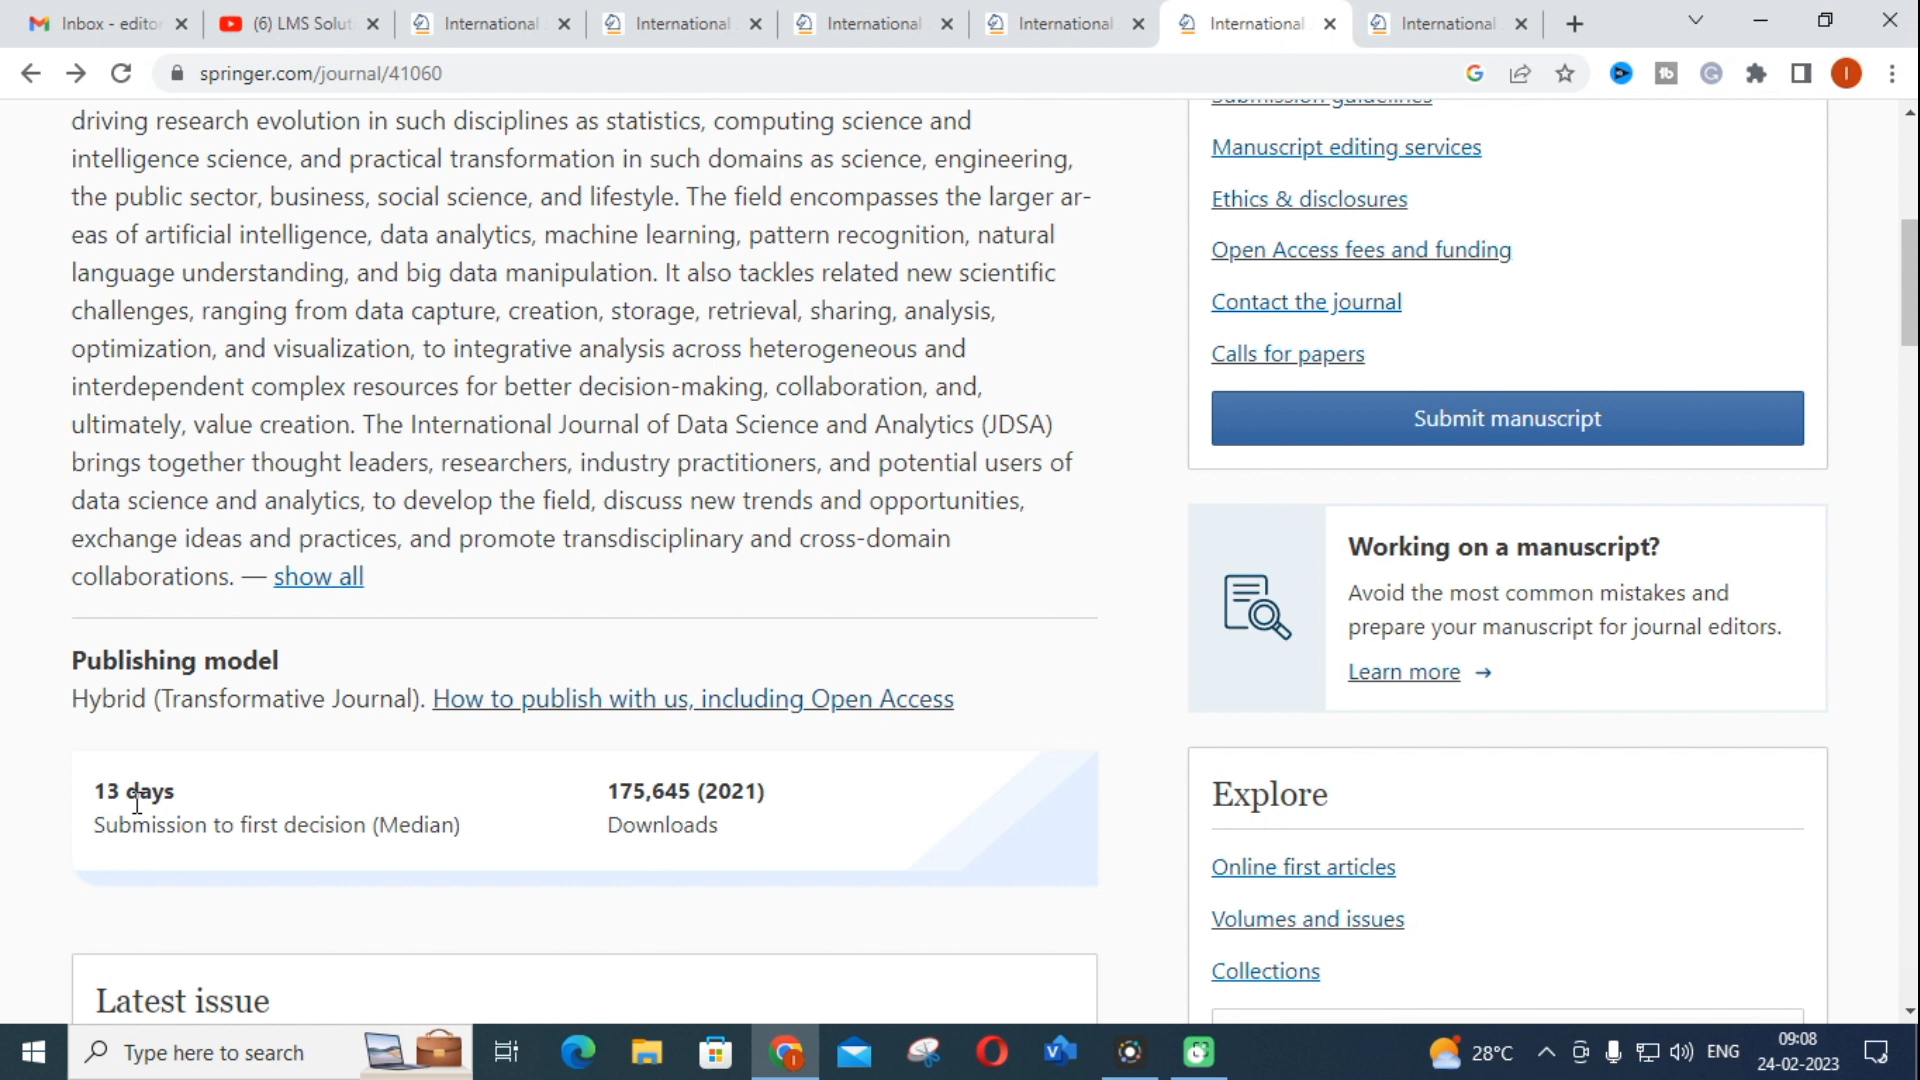 Inbox - editor
(6) LMS Solut
International
International
International
International
International
International
springer.com/journal/41060
driving research evolution in such disciplines as statistics, computing science and
intelligence science, and practical transformation in such domains as science, engineering,
the public sector, business, social science, and lifestyle. The field encompasses the larger ar-
eas of artificial intelligence, data analytics, machine learning, pattern recognition, natural
language understanding, and big data manipulation. It also tackles related new scientific
challenges, ranging from data capture, creation, storage, retrieval, sharing, analysis,
optimization, and visualization, to integrative analysis across heterogeneous and
interdependent complex resources for better decision-making, collaboration, and,
ultimately, value creation. The International Journal of Data Science and Analytics (JDSA)
brings together thought leaders, researchers, industry practitioners, and potential users of
data science and analytics, to develop the field, discuss new trends and opportunities,
exchange ideas and practices, and promote transdisciplinary and cross-domain
collaborations. — show all
Publishing model
Hybrid (Transformative Journal). How to publish with us, including Open Access
13 days
Submission to first decision (Median)
175,645 (2021)
Downloads
Latest issue
Submission guidelines
Manuscript editing services
Ethics & disclosures
Open Access fees and funding
Contact the journal
Calls for papers
Submit manuscript
Working on a manuscript?
Avoid the most common mistakes and
prepare your manuscript for journal editors.
Learn more →
Explore
Online first articles
Volumes and issues
Collections
Type here to search
28°C
ENG
09:08
24-02-2023